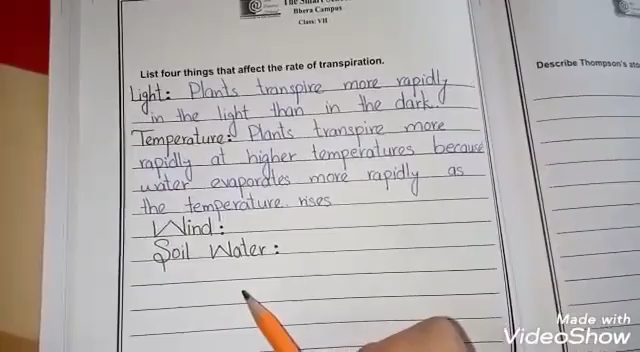 The Smart
Bhera Campus
Class: VII
List four things that affect the rate of transpiration.
Light: Plants transpire more rapidly
in the light than in the dark.
Temperature: Plants transpire more
rapidly at higher temperatures because
water evaporates more rapidly as
the temperature rises
Wind:
Soil Water:
Describe Thompson's
Made with
VideoShow